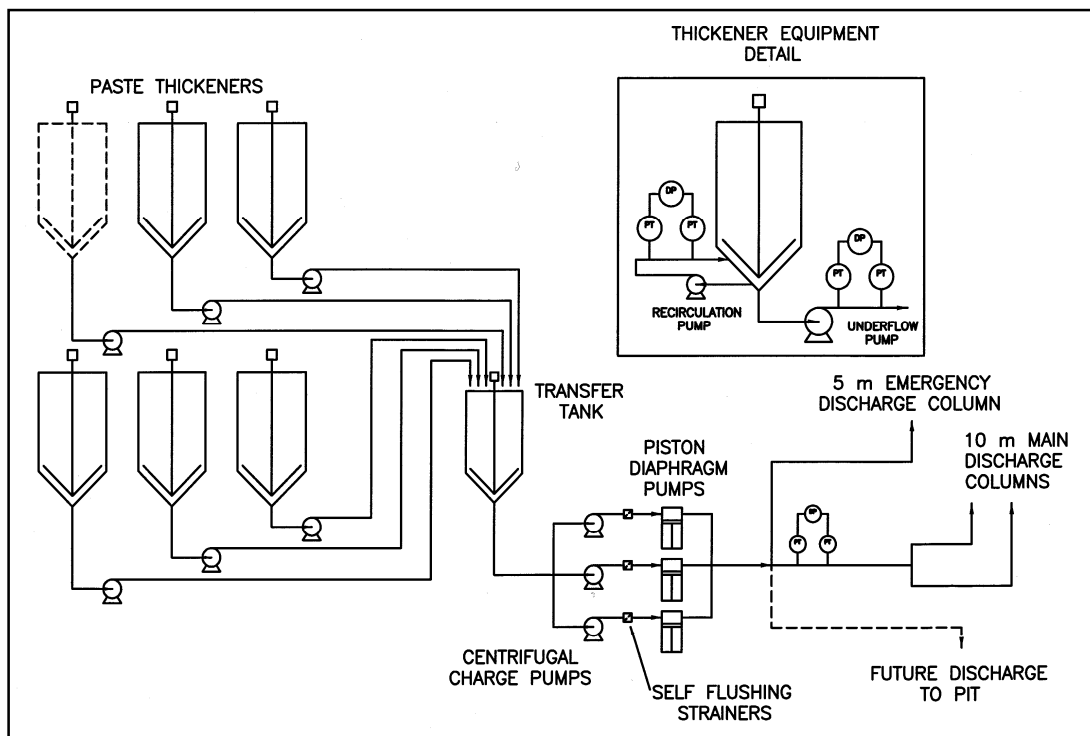 THICKENER EQUIPMENT
DETAIL
PASTE THICKENERS
DP
PT
PT
DP
PT
PT
RECIRCULATION
PUMP
UNDERFLOW
PUMP
TRANSFER
TANK
5 m EMERGENCY
DISCHARGE COLUMN
10 m MAIN
DISCHARGE
COLUMNS
PISTON
DIAPHRAGM
PUMPS
DP
PT
PT
CENTRIFUGAL
CHARGE PUMPS
SELF FLUSHING
STRAINERS
FUTURE DISCHARGE
TO PIT